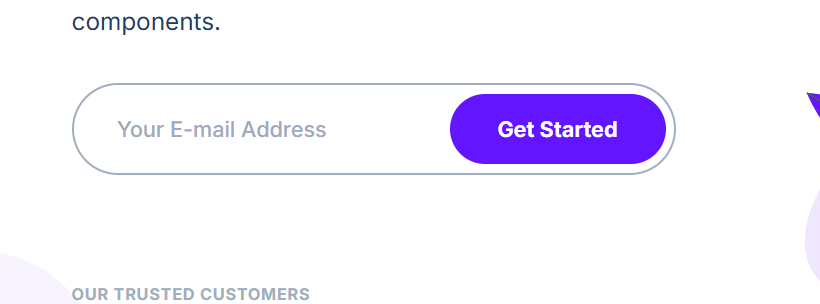 components.
Your E-mail Address
Get Started
OUR TRUSTED CUSTOMERS